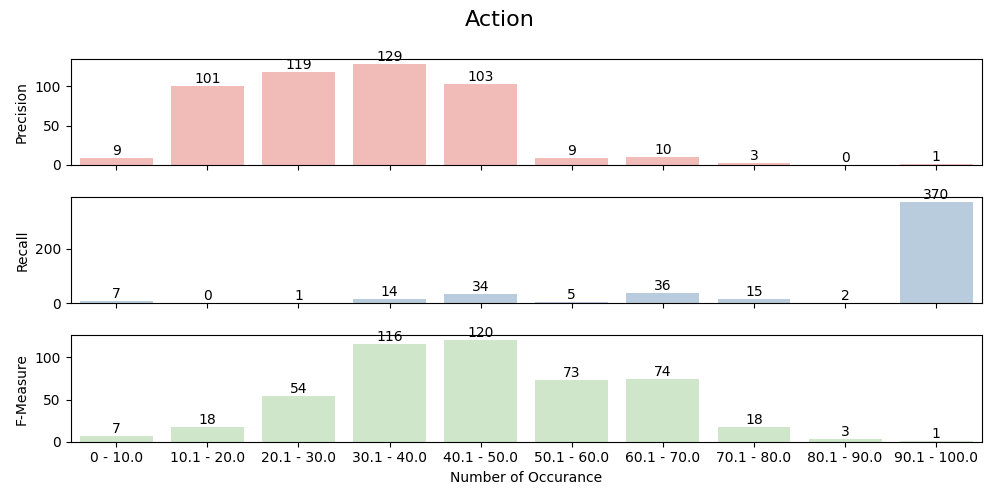 Action
Precision
100
50
0
9
101
119
129
103
9
10
3
0
1
Recall
200
0
7
0
1
14
34
5
36
15
2
370
F-Measure
100
50
0
7
18
54
116
120
73
74
18
3
1
0 - 10.0
10.1 - 20.0
20.1 - 30.0
30.1 - 40.0
40.1 - 50.0
50.1 - 60.0
60.1 - 70.0
70.1 - 80.0
80.1 - 90.0
90.1 - 100.0
Number of Occurance